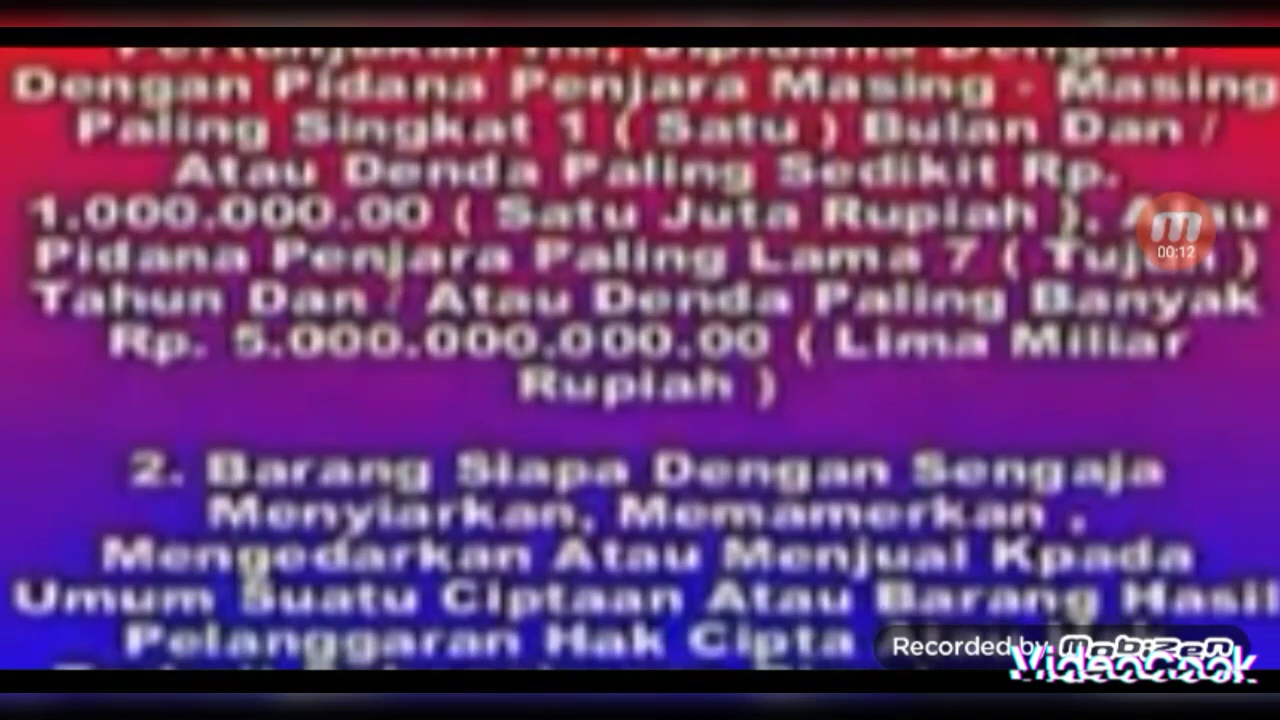 Dengan Pidana Penjara Masing - Masing
Paling Singkat 1 ( Satu ) Bulan Dan /
Atau Denda Paling Sedikit Rp.
1.000.000.00 ( Satu Juta Rupiah ),
00:12
Pidana Penjara Paling Lama 7 ( )
Tahun Dan / Atau Denda Paling Banyak
Rp. 5.000.000.000.00 ( Lima Miliar
Rupiah )
2. Barang Siapa Dengan Sengaja
Menyiarkan, Memamerkan ,
Mengedarkan Atau Menjual Kpada
Umum Suatu Ciptaan Atau Barang Hasil
Pelanggaran Hak Cipta
Recorded by Mobizen
VideoCook